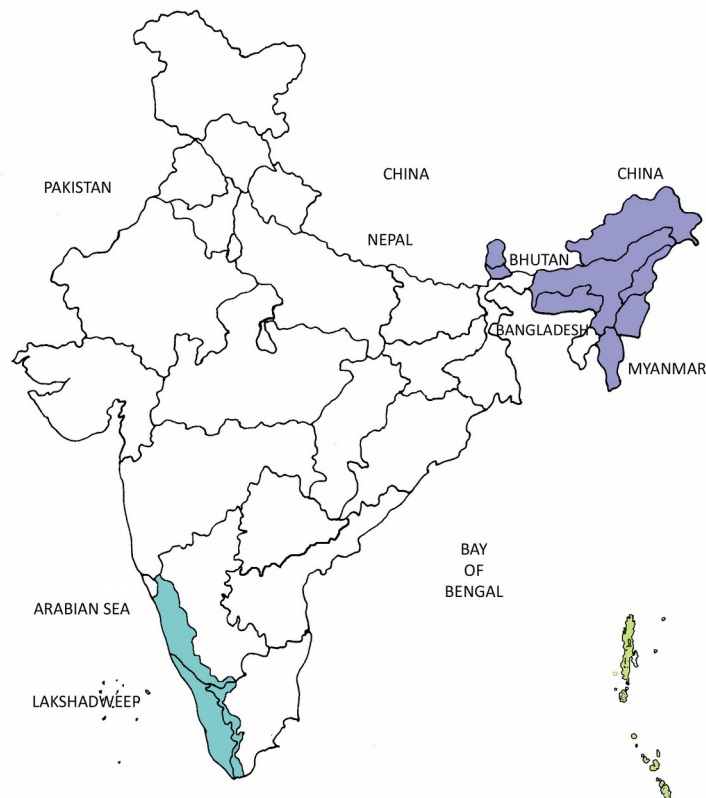 CHINA
CHINA
PAKISTAN
NEPAL
BHUTAN
BANGLADESH
MYANMAR
BAY
OF
BENGAL
ARABIAN SEA
LAKSHADWEEP